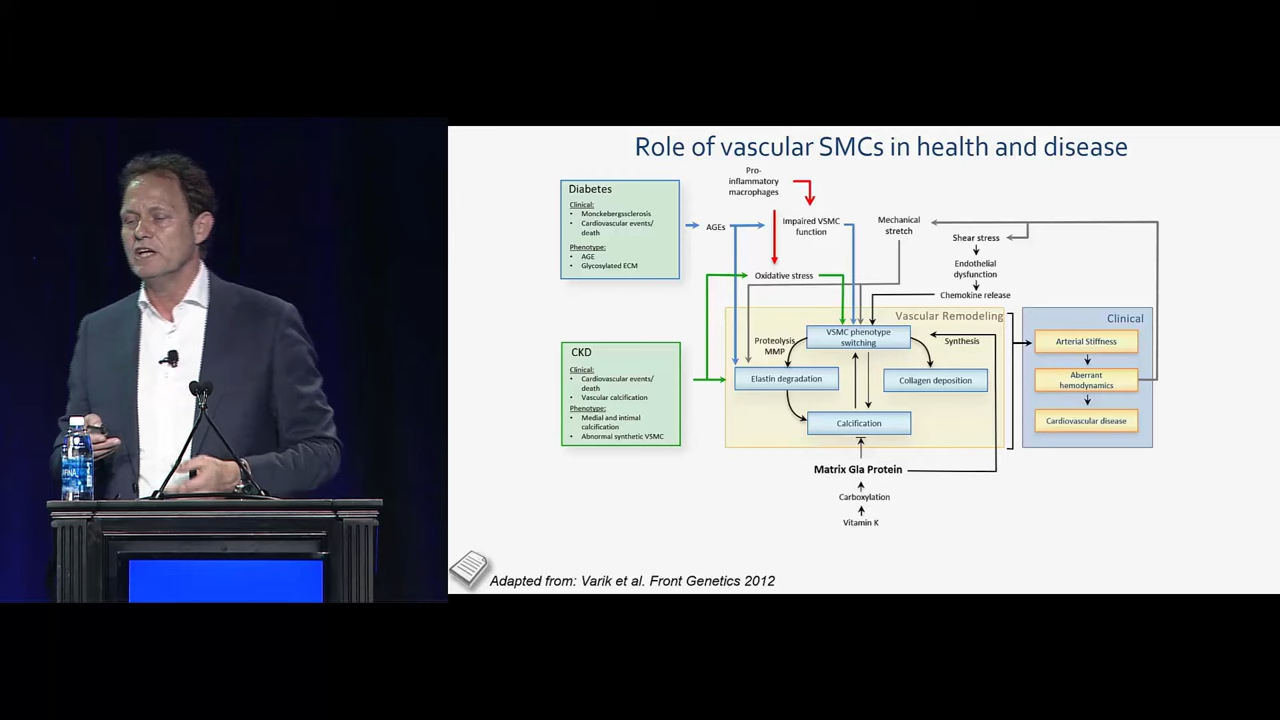 Role of vascular SMCs in health and disease
Diabetes
Clinical:
• Monckebergssclerosis
• Cardiovascular events/
death
Phenotype:
• AGE
• Glycosylated ECM
CKD
Clinical:
• Cardiovascular events/
death
• Vascular calcification
Phenotype:
• Medial and intimal
calcification
• Abnormal synthetic VSMC
Pro-
inflammatory
macrophages
AGEs
Impaired VSMC
function
Oxidative stress
Mechanical
stretch
Shear stress
Endothelial
dysfunction
Chemokine release
Vascular Remodeling
VSMC phenotype
switching
Proteolysis,
MMP
Synthesis
Elastin degradation
Collagen deposition
Calcification
Matrix Gla Protein
Carboxylation
Vitamin K
Clinical
Arterial Stiffness
Aberrant
hemodynamics
Cardiovascular disease
Adapted from: Varik et al. Front Genetics 2012